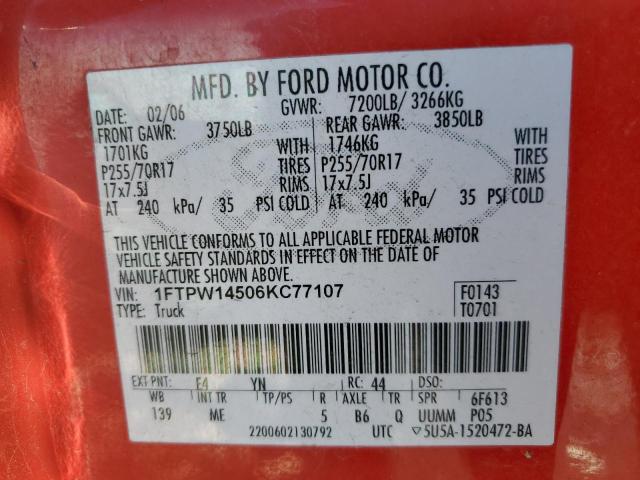 MFD. BY FORD MOTOR CO.
DATE: 02/06 GVWR: 7200LB/ 3266KG
FRONT GAWR: 3750LB REAR GAWR: 3850LB
1701KG WITH 1746KG WITH
P255/70R17 TIRES P255/70R17 TIRES
17x7.5J RIMS 17x7.5J RIMS
AT 240 kPa/ 35 PSI COLD AT 240 kPa/ 35 PSI COLD
THIS VEHICLE CONFORMS TO ALL APPLICABLE FEDERAL MOTOR
VEHICLE SAFETY STANDARDS IN EFFECT ON THE DATE OF
MANUFACTURE SHOWN ABOVE.
VIN: 1FTPW14506KC77107 F0143
TYPE: Truck T0701
EXT PNT: F4 YN RC: 44 DSO:
WB INT TR TP/PS R AXLE TR SPR 6F613
139 ME 5 B6 Q UUMM P05
2200602130792 UTC ▽5U5A-1520472-BA